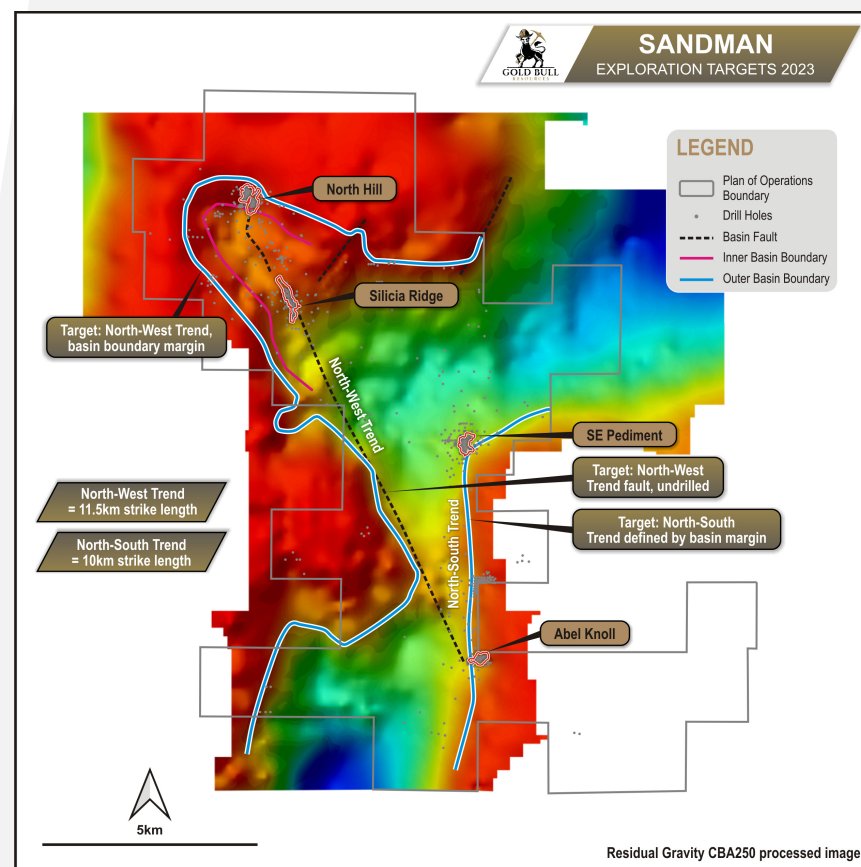 GOLD BULL
RESOURCES
SANDMAN
EXPLORATION TARGETS 2023
LEGEND
Plan of Operations
Boundary
Drill Holes
Basin Fault
Inner Basin Boundary
Outer Basin Boundary
North Hill
Silicia Ridge
Target: North-West Trend,
basin boundary margin
North-West Trend
SE Pediment
Target: North-West
Trend fault, undrilled
North-West Trend
= 11.5km strike length
Target: North-South
Trend defined by basin margin
North-South Trend
= 10km strike length
North-South Trend
Abel Knoll
5km
Residual Gravity CBA250 processed image